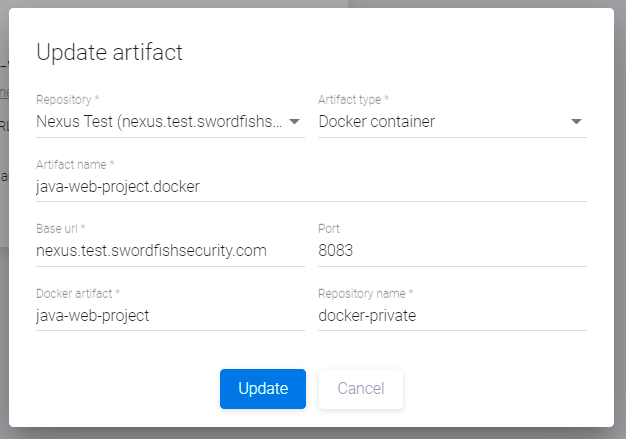 Update artifact
Repository *
Artifact type *
Nexus Test (nexus.test.swordfishs...
Docker container
Artifact name *
java-web-project.docker
Base url *
Port
nexus.test.swordfishsecurity.com
8083
Docker artifact *
Repository name *
java-web-project
docker-private
Update
Cancel